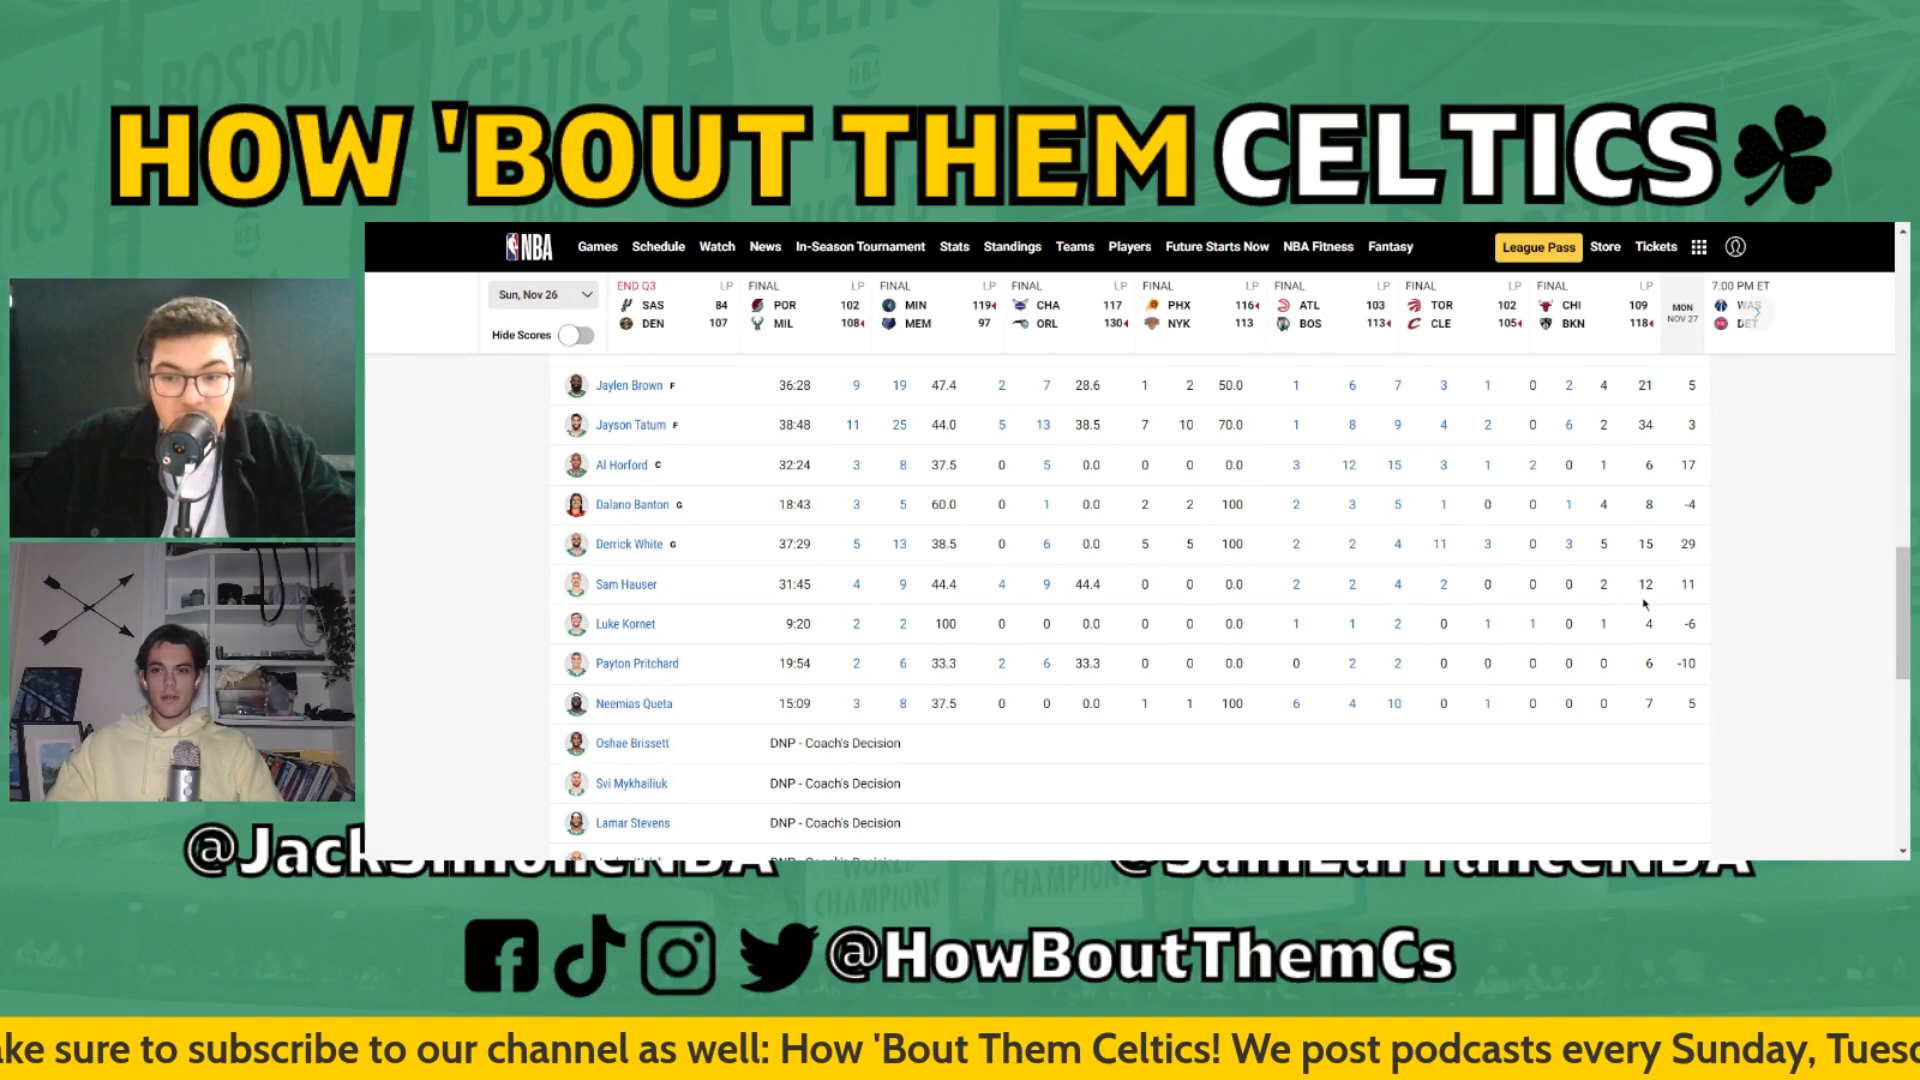 HOW 'BOUT THEM CELTICS
NBA Games Schedule Watch News In-Season Tournament Stats Standings Teams Players Future Starts Now NBA Fitness Fantasy League Pass Store Tickets
Sun, Nov 26
Hide Scores
END Q3 LP
SAS 84
DEN 107
FINAL LP
POR 102
MIL 108
FINAL LP
MIN 119
MEM 97
FINAL LP
CHA 117
ORL 130
FINAL LP
PHX 116
NYK 113
FINAL LP
ATL 103
BOS 113
FINAL LP
TOR 102
CLE 105
FINAL LP
CHI 109
BKN 118
MON
NOV 27
7:00 PM ET
WAS
DET
Jaylen Brown F 36:28 9 19 47.4 2 7 28.6 1 2 50.0 1 6 7 3 1 0 2 4 21 5
Jayson Tatum F 38:48 11 25 44.0 5 13 38.5 7 10 70.0 1 8 9 4 2 0 6 2 34 3
Al Horford C 32:24 3 8 37.5 0 5 0.0 0 0 0.0 3 12 15 3 1 2 0 1 6 17
Dalano Banton G 18:43 3 5 60.0 0 1 0.0 2 2 100 2 3 5 1 0 0 1 4 8 -4
Derrick White G 37:29 5 13 38.5 0 6 0.0 5 5 100 2 2 4 11 3 0 3 5 15 29
Sam Hauser 31:45 4 9 44.4 4 9 44.4 0 0 0.0 2 2 4 2 0 0 0 2 12 11
Luke Kornet 9:20 2 2 100 0 0 0.0 0 0 0.0 1 1 2 0 1 1 0 1 4 -6
Payton Pritchard 19:54 2 6 33.3 2 6 33.3 0 0 0.0 0 2 2 0 0 0 0 0 6 -10
Neemias Queta 15:09 3 8 37.5 0 0 0.0 1 1 100 6 4 10 0 1 0 0 0 7 5
Oshae Brissett DNP - Coach's Decision
Svi Mykhailiuk DNP - Coach's Decision
Lamar Stevens DNP - Coach's Decision
@JackSimoneNBA @SamLaFranceNBA
@HowBoutThemCs
ake sure to subscribe to our channel as well: How 'Bout Them Celtics! We post podcasts every Sunday, Tuesd